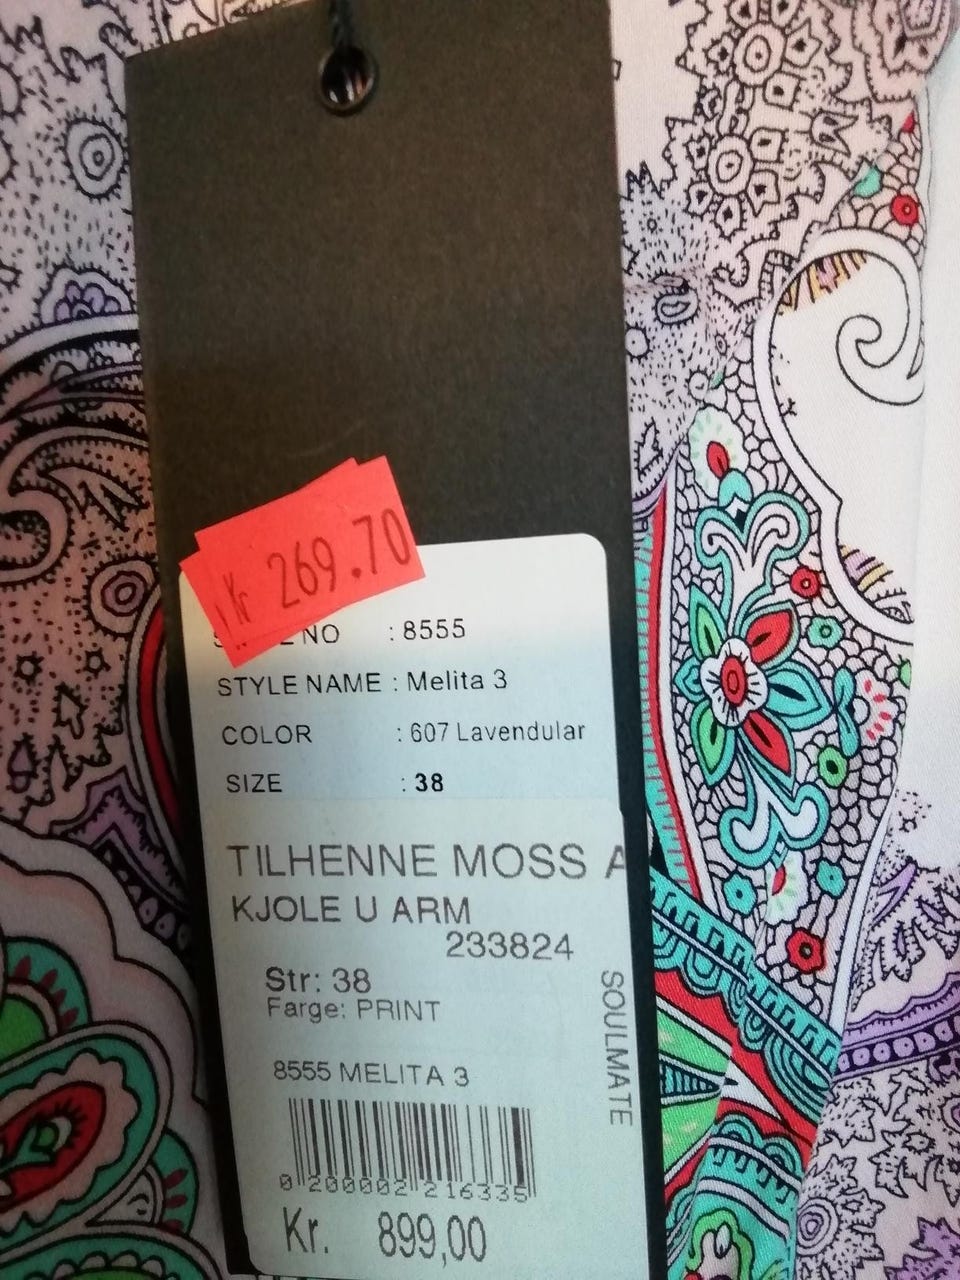 Kr 269.70
NO : 8555
STYLE NAME : Melita 3
COLOR : 607 Lavendular
SIZE : 38
TILHENNE MOSS A
KJOLE U ARM
233824
Str: 38
Farge: PRINT
SOULMATE
8555 MELITA 3
0 200002 216335
Kr. 899,00